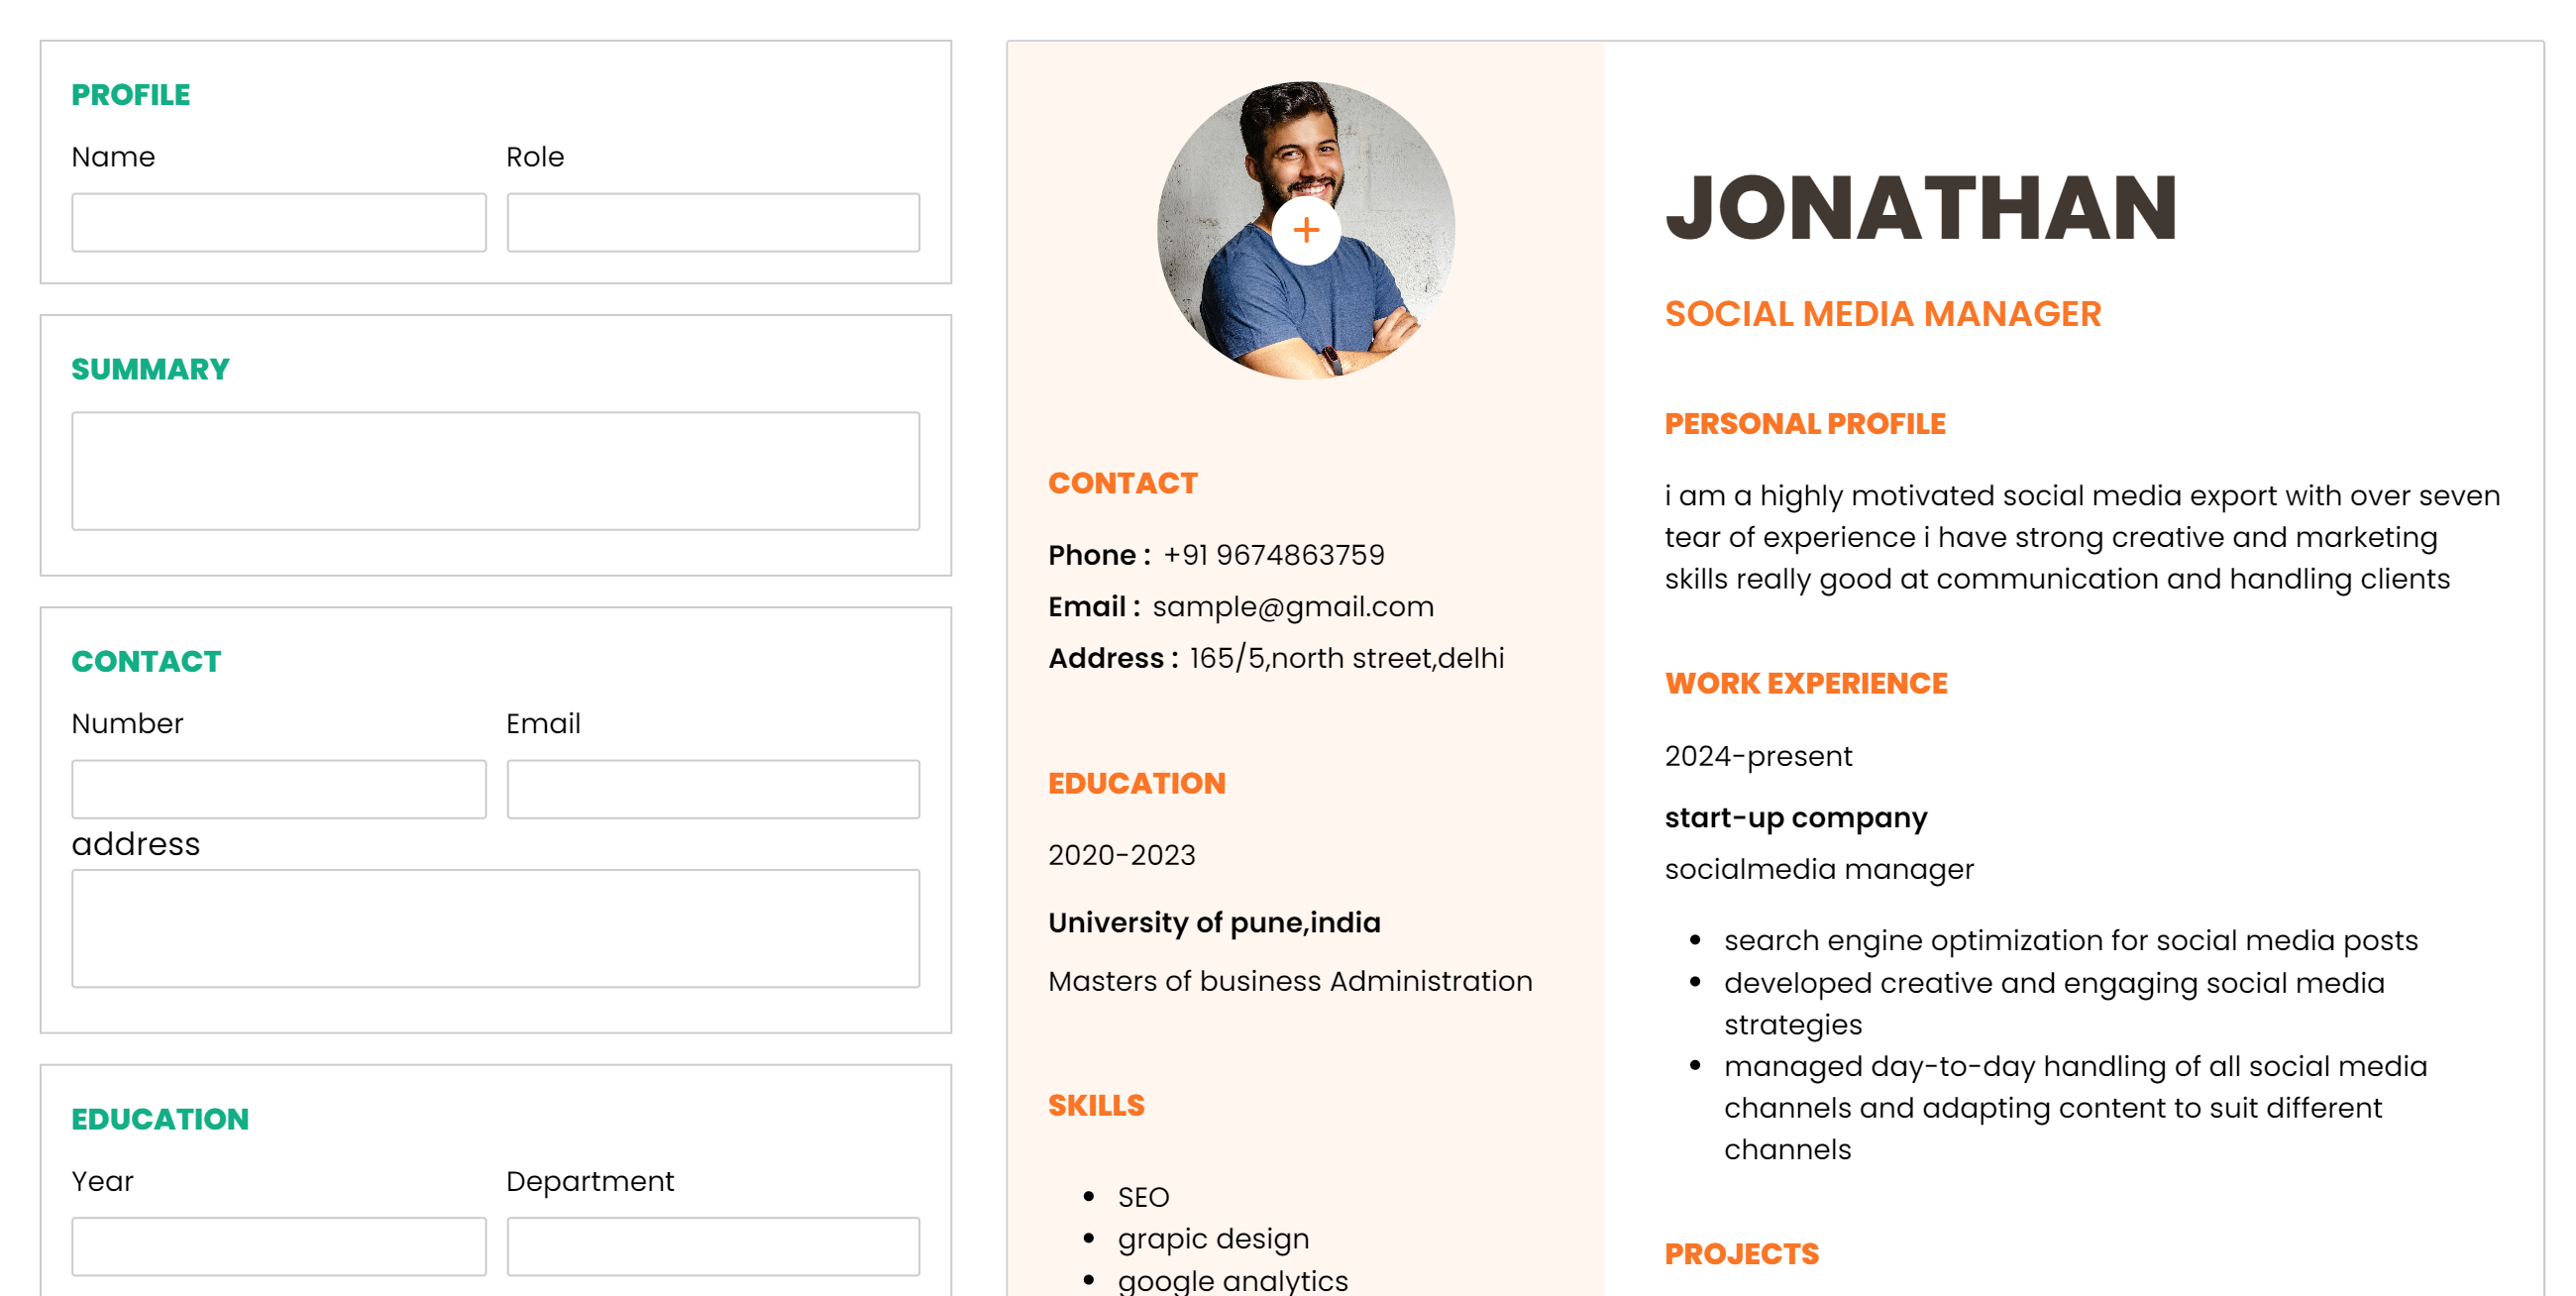 PROFILE
Name
Role
SUMMARY
CONTACT
Number
Email
address
EDUCATION
Year
Department
CONTACT
Phone : +91 9674863759
Email : sample@gmail.com
Address : 165/5,north street,delhi
EDUCATION
2020-2023
University of pune,india
Masters of business Administration
SKILLS
SEO
grapic design
google analytics
JONATHAN
SOCIAL MEDIA MANAGER
PERSONAL PROFILE
i am a highly motivated social media export with over seven
tear of experience i have strong creative and marketing
skills really good at communication and handling clients
WORK EXPERIENCE
2024-present
start-up company
socialmedia manager
search engine optimization for social media posts
developed creative and engaging social media
strategies
managed day-to-day handling of all social media
channels and adapting content to suit different
channels
PROJECTS